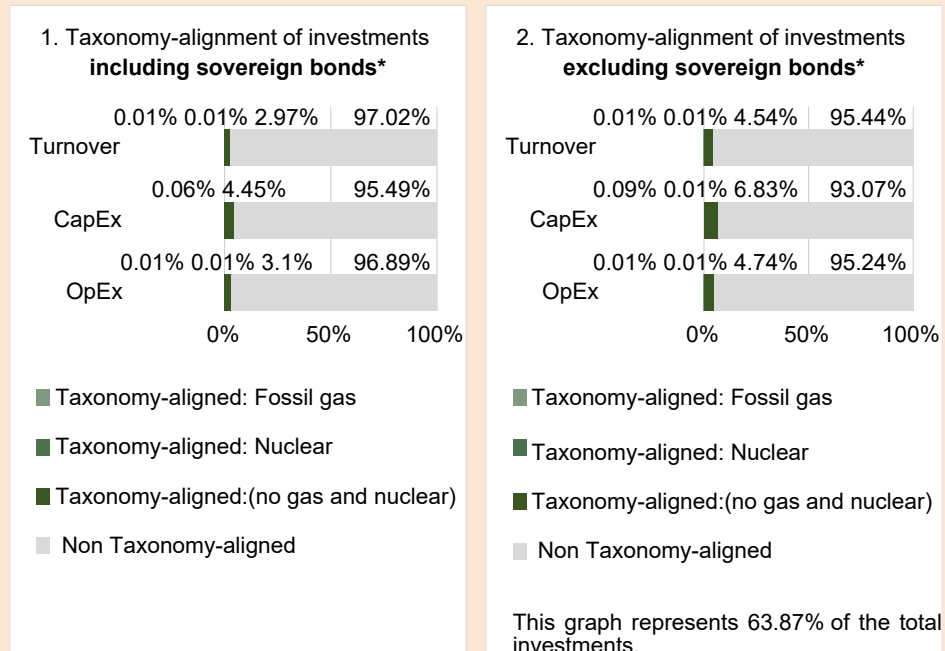 1. Taxonomy-alignment of investments
including sovereign bonds*
0.01% 0.01% 2.97% 97.02%
Turnover
0.06% 4.45% 95.49%
CapEx
0.01% 0.01% 3.1% 96.89%
OpEx
0% 50% 100%
Taxonomy-aligned: Fossil gas
Taxonomy-aligned: Nuclear
Taxonomy-aligned:(no gas and nuclear)
Non Taxonomy-aligned
2. Taxonomy-alignment of investments
excluding sovereign bonds*
0.01% 0.01% 4.54% 95.44%
Turnover
0.09% 0.01% 6.83% 93.07%
CapEx
0.01% 0.01% 4.74% 95.24%
OpEx
0% 50% 100%
Taxonomy-aligned: Fossil gas
Taxonomy-aligned: Nuclear
Taxonomy-aligned:(no gas and nuclear)
Non Taxonomy-aligned
This graph represents 63.87% of the total
investments.